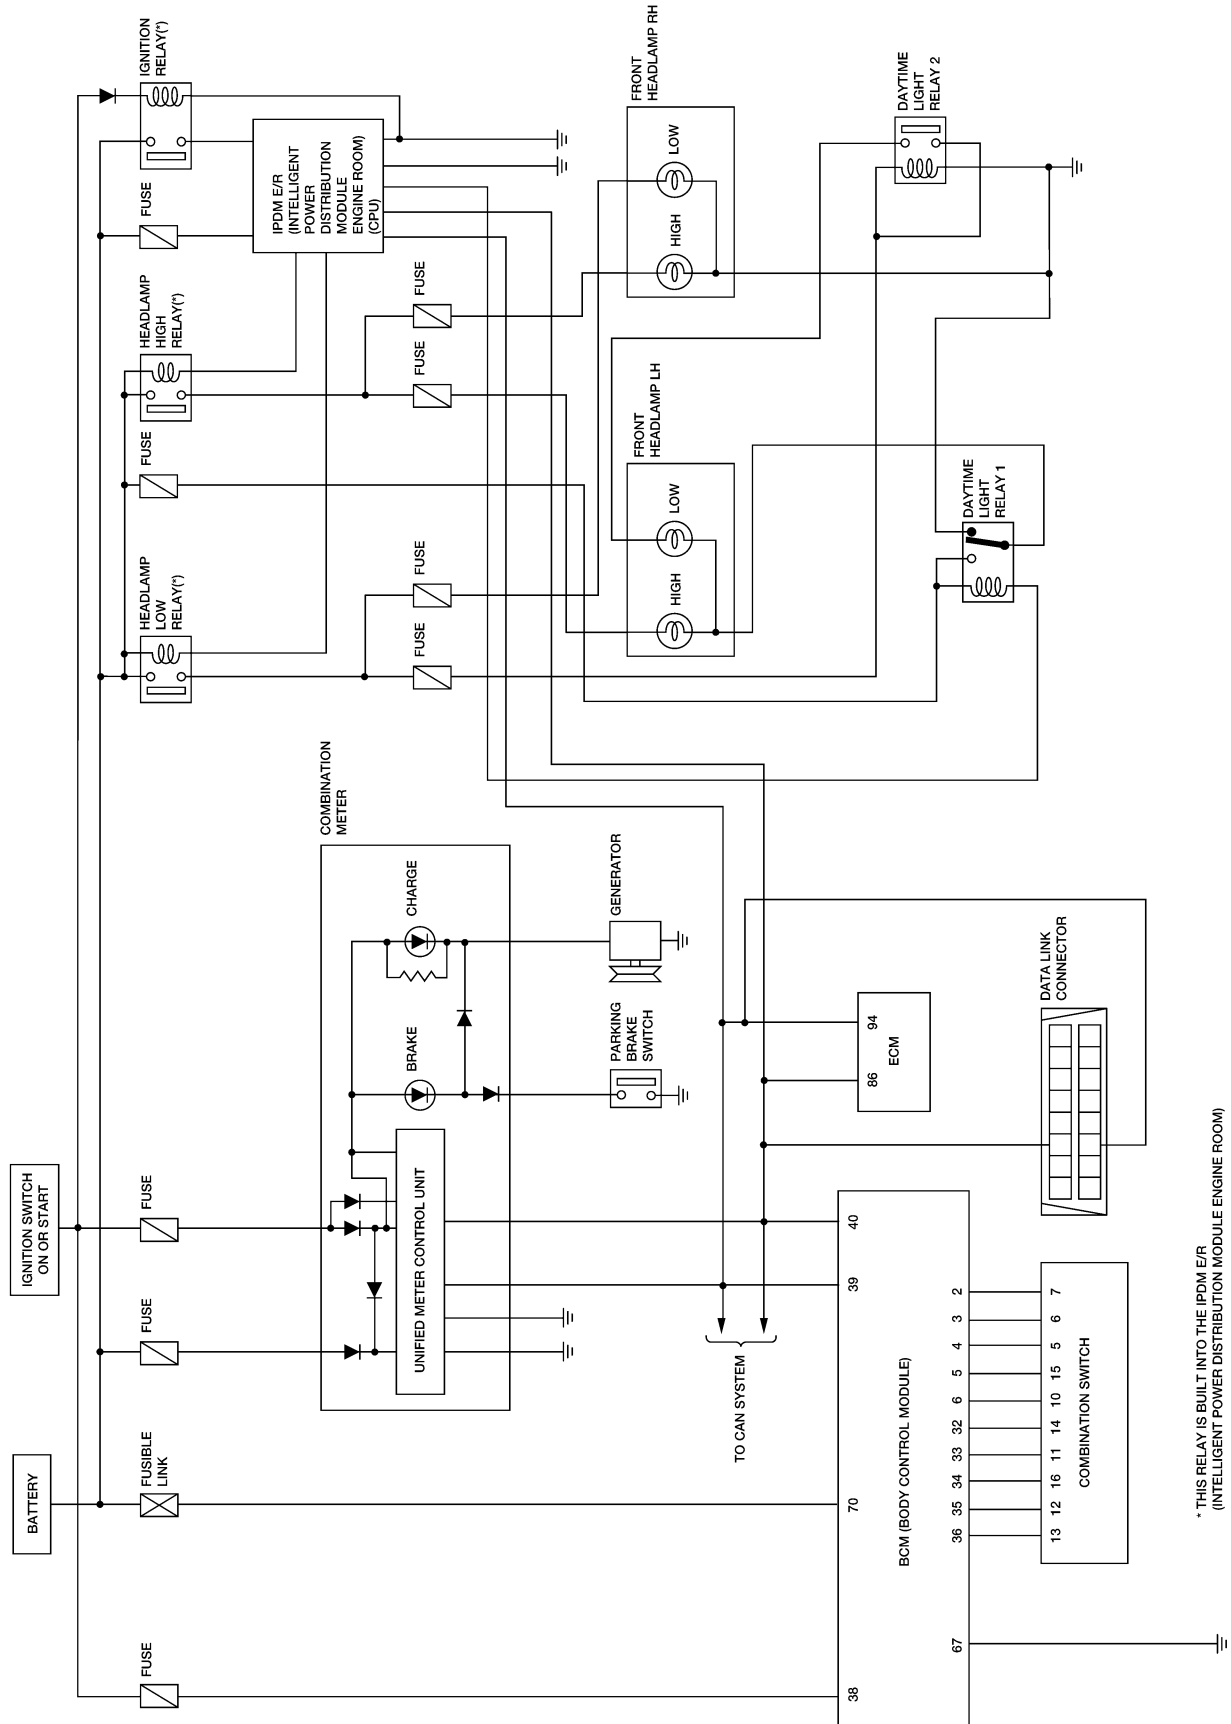 BATTERY
IGNITION SWITCH
ON OR START
FUSE
FUSIBLE
LINK
FUSE
FUSE
HEADLAMP
LOW
RELAY(*)
FUSE
HEADLAMP
HIGH
RELAY(*)
FUSE
IGNITION
RELAY(*)
IPDM E/R
(INTELLIGENT
POWER
DISTRIBUTION
MODULE
ENGINE ROOM)
(CPU)
COMBINATION
METER
UNIFIED METER CONTROL UNIT
BRAKE
CHARGE
FUSE
FUSE
FUSE
FUSE
PARKING
BRAKE
SWITCH
GENERATOR
FRONT
HEADLAMP LH
HIGH
LOW
FRONT
HEADLAMP RH
HIGH
LOW
TO CAN SYSTEM
38
70
39
40
BCM (BODY CONTROL MODULE)
67
36
35
34
33
32
6
5
4
3
2
86
94
ECM
DAYTIME
LIGHT
RELAY 1
DAYTIME
LIGHT
RELAY 2
13
12
16
11
14
10
15
5
6
7
COMBINATION SWITCH
DATA LINK
CONNECTOR
* THIS RELAY IS BUILT INTO THE IPDM E/R
(INTELLIGENT POWER DISTRIBUTION MODULE ENGINE ROOM)